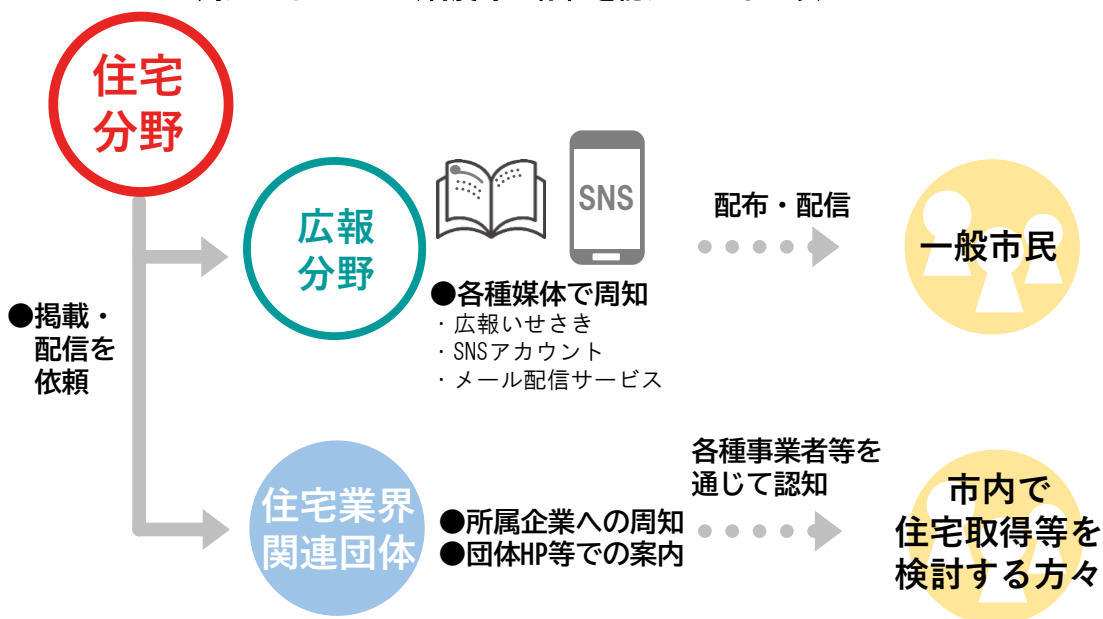 住宅
分野
広報
分野
SNS
配布・配信
一般市民
●各種媒体で周知
・広報いせさき
・SNSアカウント
・メール配信サービス
●掲載・
配信を
依頼
住宅業界
関連団体
●所属企業への周知
●団体HP等での案内
各種事業者等を
通じて認知
市内で
住宅取得等を
検討する方々